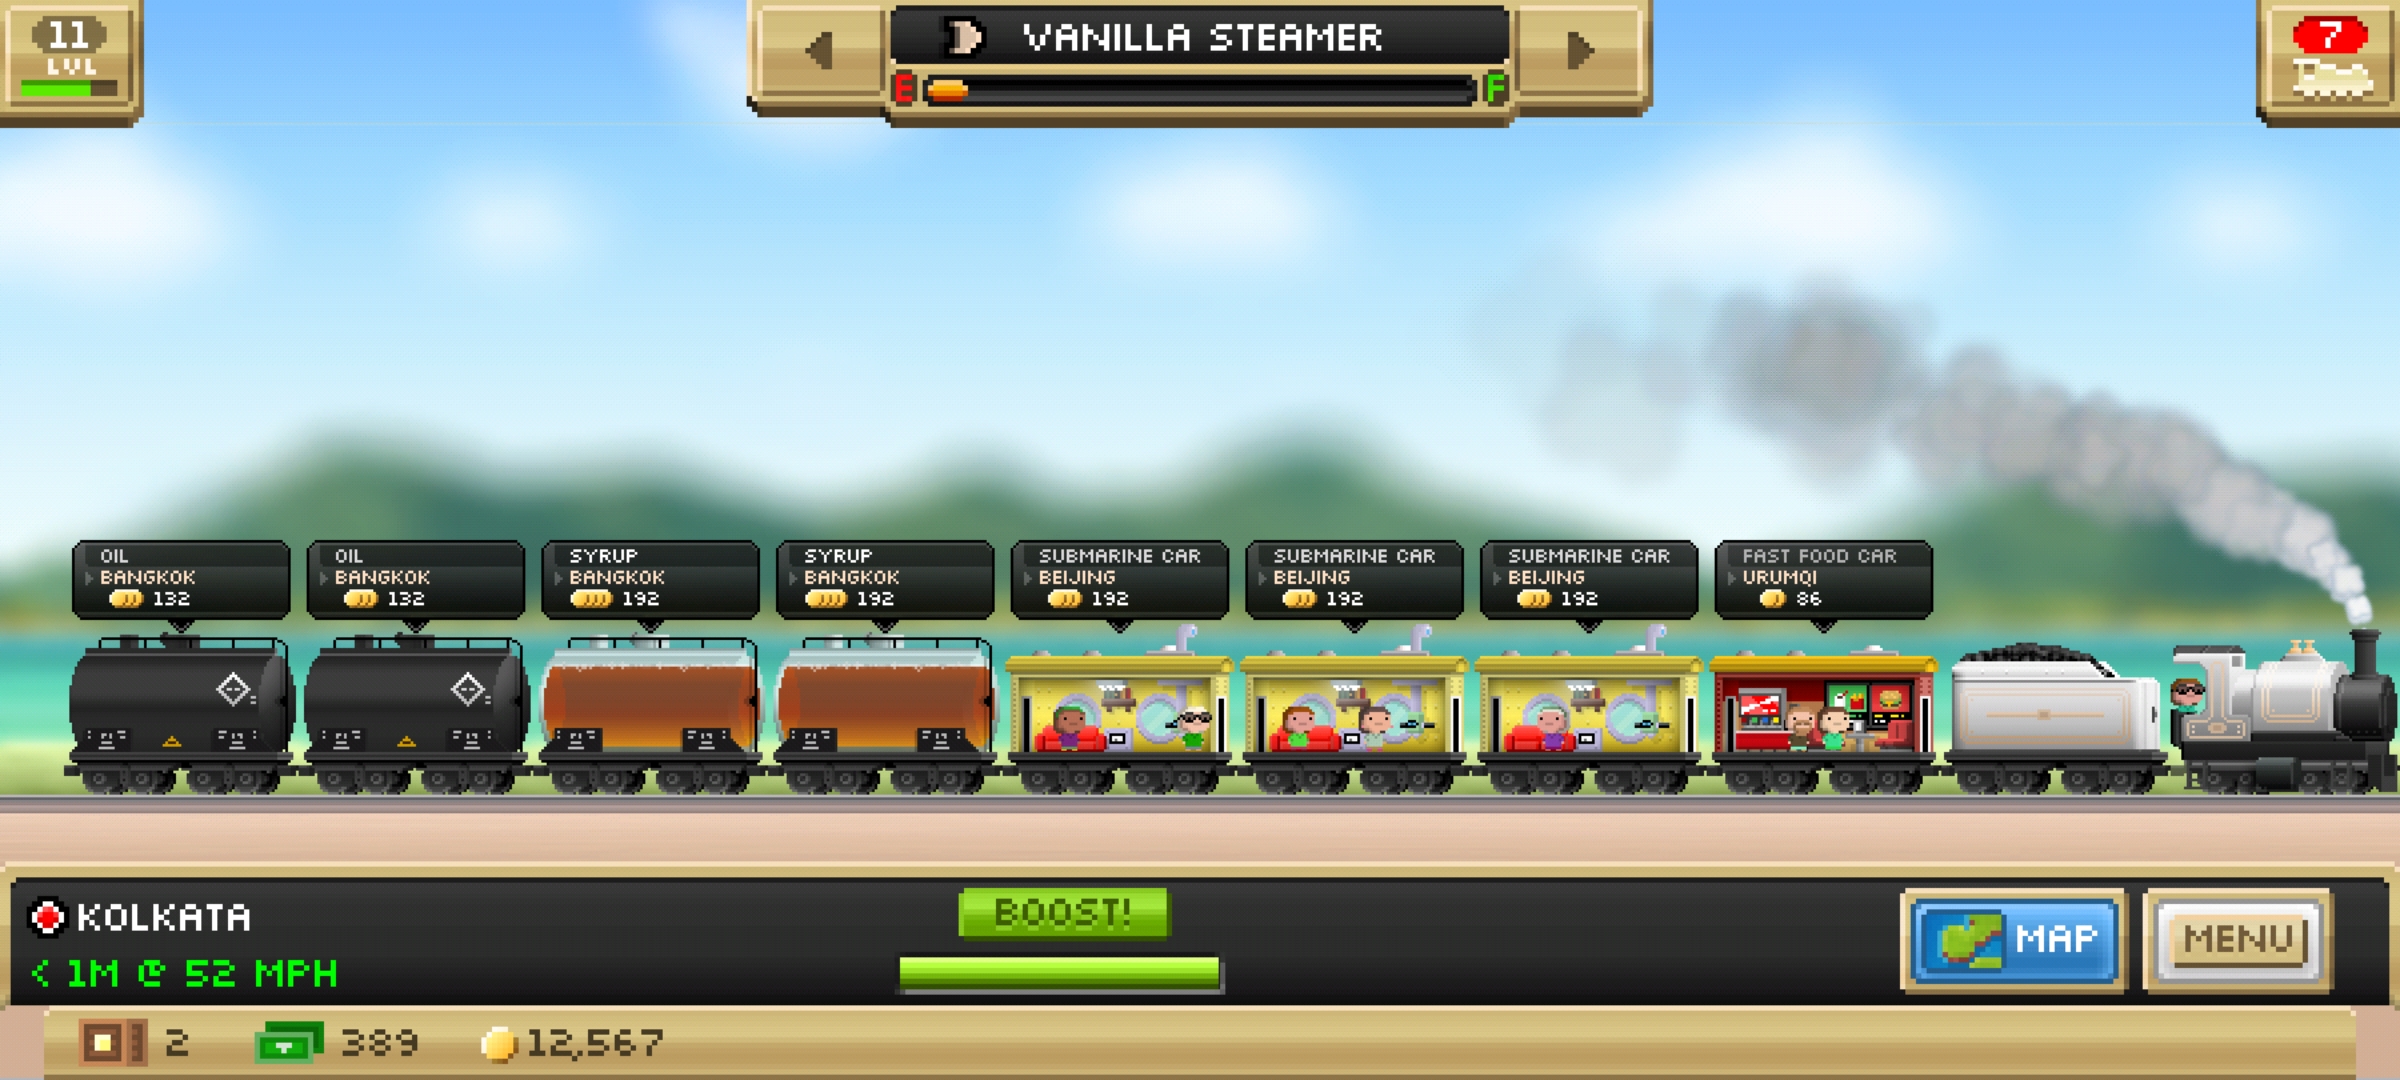 11
LVL
VANILLA STEAMER
E F
7
OIL
BANGKOK
132
OIL
BANGKOK
132
SYRUP
BANGKOK
192
SYRUP
BANGKOK
192
SUBMARINE CAR
BEIJING
192
SUBMARINE CAR
BEIJING
192
SUBMARINE CAR
BEIJING
192
FAST FOOD CAR
URUMQI
86
KOLKATA
< 1M @ 52 MPH
BOOST!
MAP
MENU
2
389
12,567